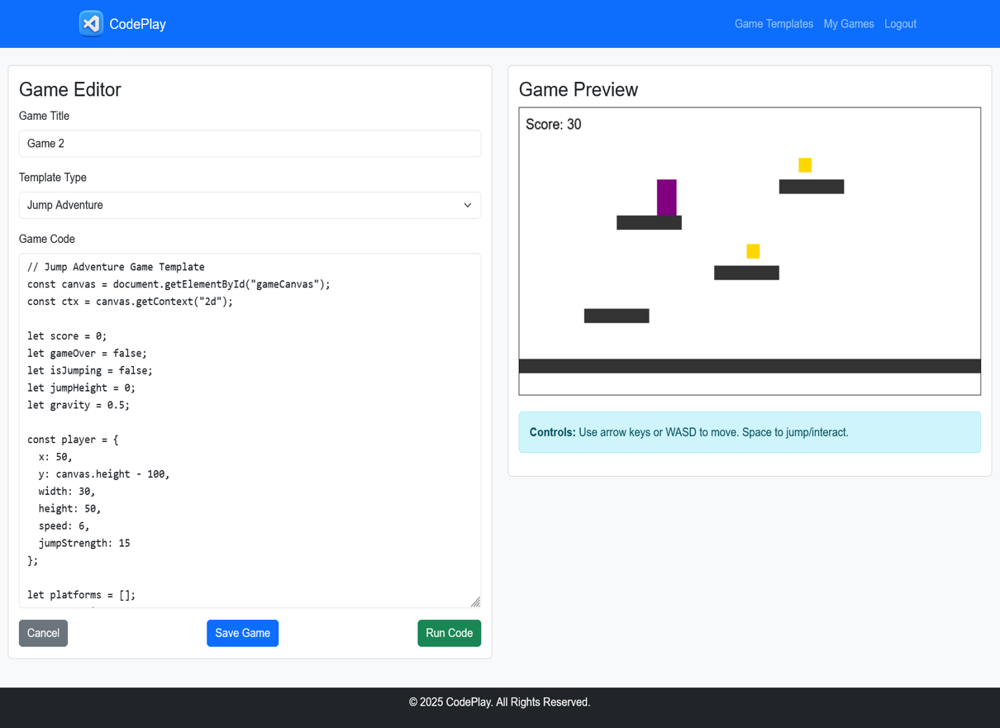 CodePlay
Game Templates My Games Logout
Game Editor
Game Title
Game 2
Template Type
Jump Adventure
Game Code
// Jump Adventure Game Template
const canvas = document.getElementById("gameCanvas");
const ctx = canvas.getContext("2d");
let score = 0;
let gameOver = false;
let isJumping = false;
let jumpHeight = 0;
let gravity = 0.5;
const player = {
  x: 50,
  y: canvas.height - 100,
  width: 30,
  height: 50,
  speed: 6,
  jumpStrength: 15
};
let platforms = [];
Cancel Save Game Run Code
Game Preview
Score: 30
Controls: Use arrow keys or WASD to move. Space to jump/interact.
© 2025 CodePlay. All Rights Reserved.